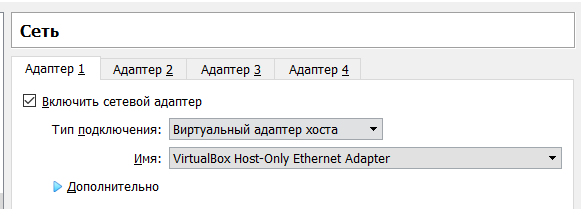 Сеть
Адаптер 1 Адаптер 2 Адаптер 3 Адаптер 4
Включить сетевой адаптер
Тип подключения: Виртуальный адаптер хоста
Имя: VirtualBox Host-Only Ethernet Adapter
Дополнительно